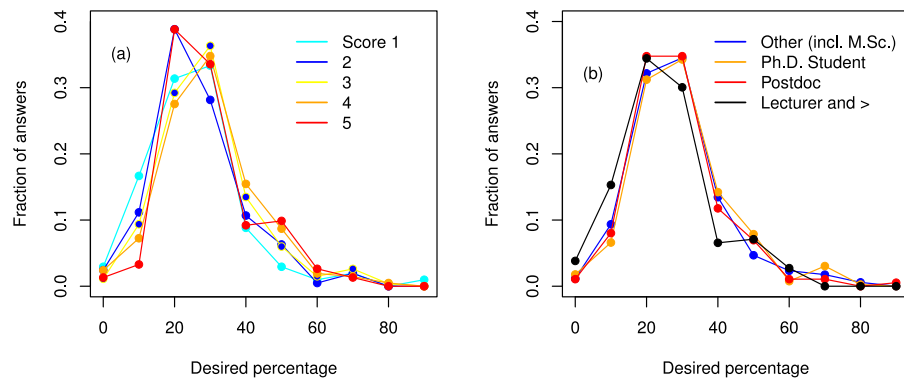 (a)
Score 1
2
3
4
5
0.0 0.1 0.2 0.3 0.4
Fraction of answers
0 20 40 60 80
Desired percentage
(b)
Other (incl. M.Sc.)
Ph.D. Student
Postdoc
Lecturer and >
0.0 0.1 0.2 0.3 0.4
Fraction of answers
0 20 40 60 80
Desired percentage